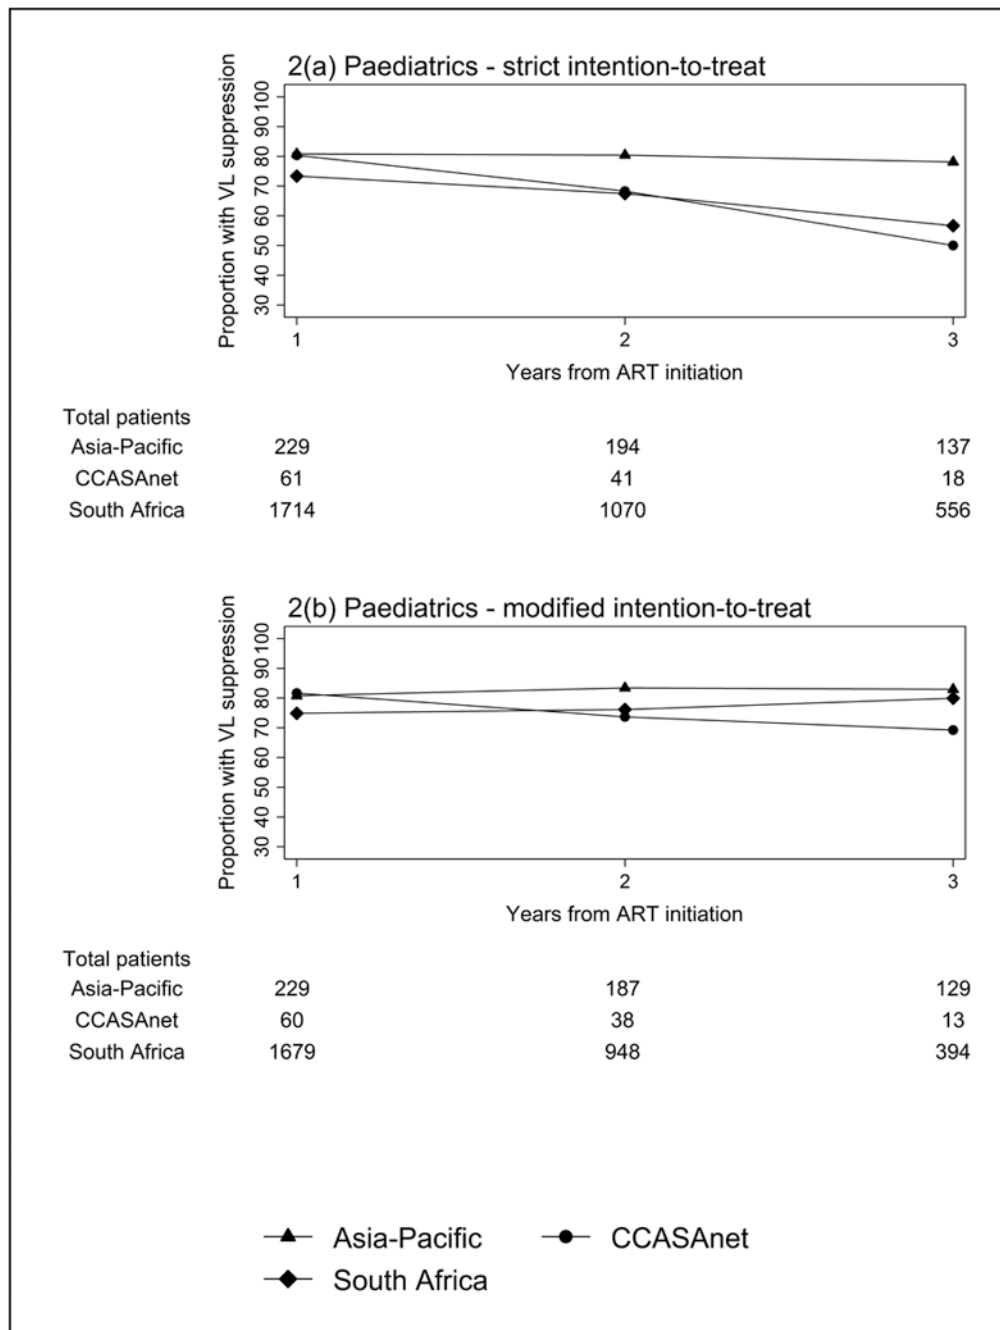 2(a) Paediatrics - strict intention-to-treat
Proportion with VL suppression
100
90
80
70
60
50
40
30
1 2 3
Years from ART initiation
Total patients
Asia-Pacific 229 194 137
CCASAnet 61 41 18
South Africa 1714 1070 556
2(b) Paediatrics - modified intention-to-treat
Proportion with VL suppression
100
90
80
70
60
50
40
30
1 2 3
Years from ART initiation
Total patients
Asia-Pacific 229 187 129
CCASAnet 60 38 13
South Africa 1679 948 394
Asia-Pacific CCASAnet
South Africa